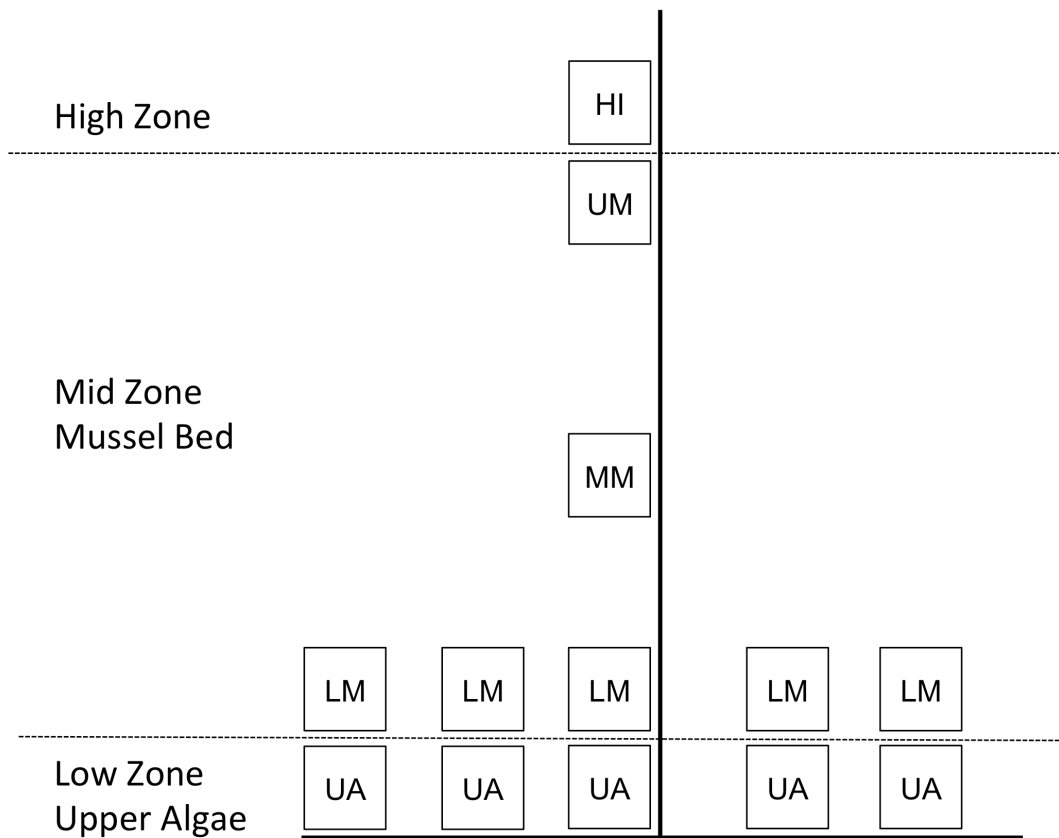 HI
High Zone
UM
Mid Zone
Mussel Bed
MM
LM LM LM LM LM
Low Zone
UA UA UA UA UA
Upper Algae